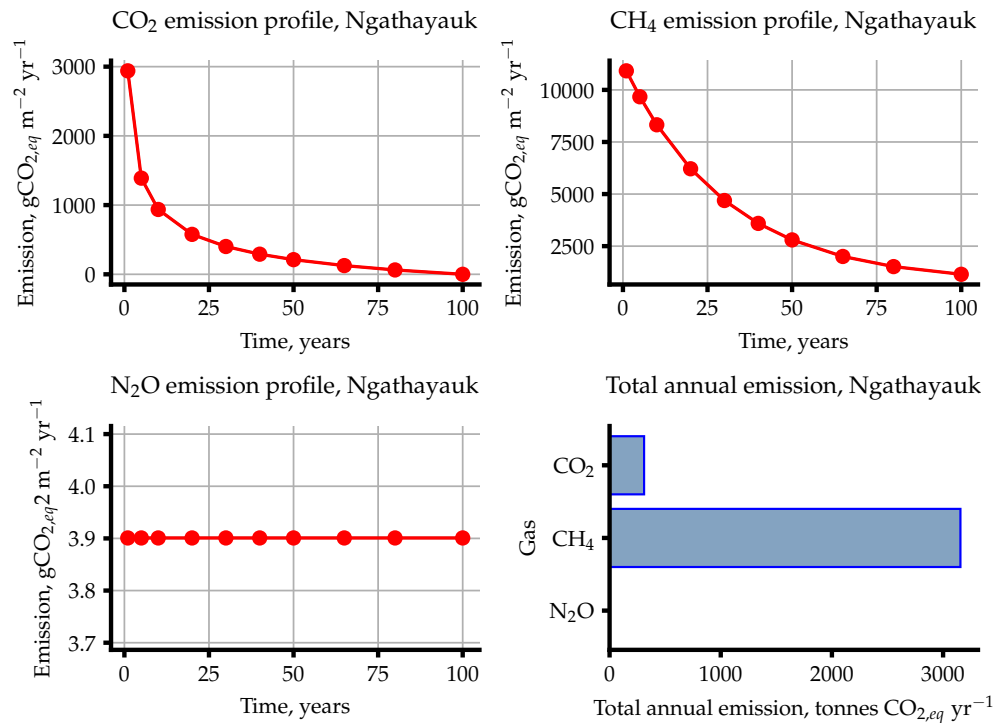 CO₂ emission profile, Ngathayauk
Emission, gCO₂,eq m⁻² yr⁻¹
3000
2000
1000
0
0 25 50 75 100
Time, years
CH₄ emission profile, Ngathayauk
Emission, gCO₂,eq m⁻² yr⁻¹
10000
7500
5000
2500
0 25 50 75 100
Time, years
N₂O emission profile, Ngathayauk
Emission, gCO₂,eq2 m⁻² yr⁻¹
4.1
4.0
3.9
3.8
3.7
0 25 50 75 100
Time, years
Total annual emission, Ngathayauk
Gas
CO₂
CH₄
N₂O
0 1000 2000 3000
Total annual emission, tonnes CO₂,eq yr⁻¹